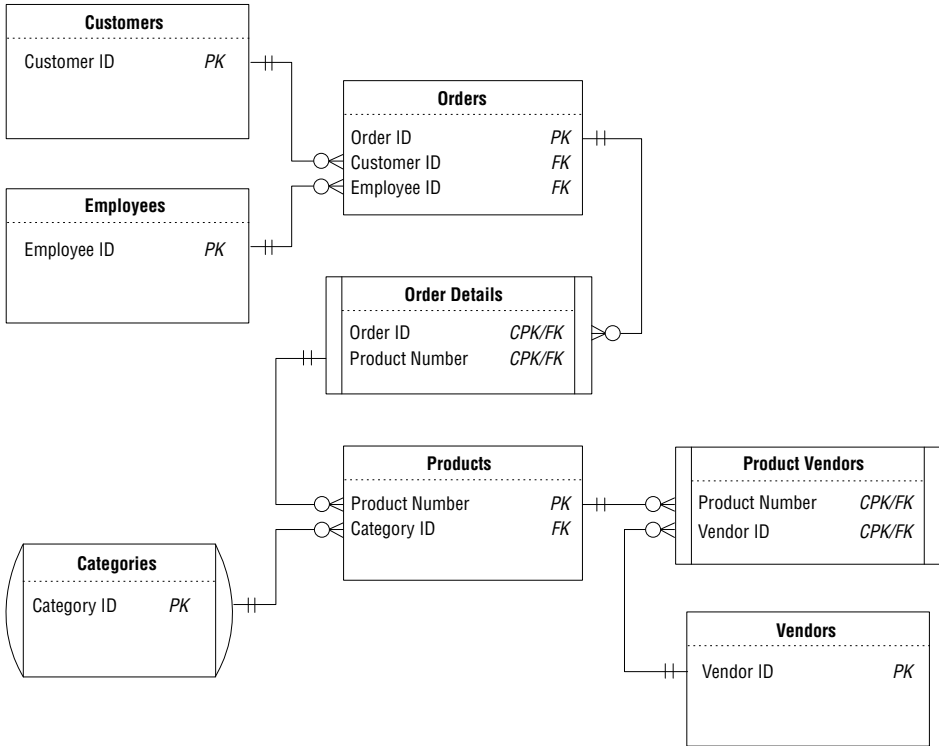 Customers
Customer ID PK
Orders
Order ID PK
Customer ID FK
Employee ID FK
Employees
Employee ID PK
Order Details
Order ID CPK/FK
Product Number CPK/FK
Products
Product Number PK
Category ID FK
Product Vendors
Product Number CPK/FK
Vendor ID CPK/FK
Categories
Category ID PK
Vendors
Vendor ID PK